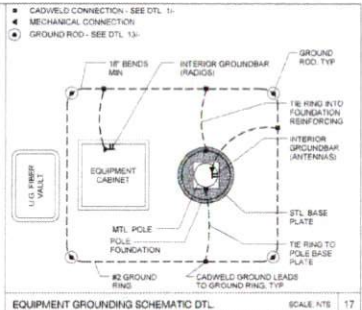 CADWELD CONNECTION - SEE DTL 1/-
MECHANICAL CONNECTION
GROUND ROD - SEE DTL 13/-
18" BENDS
MIN
INTERIOR GROUNDBAR
(RADIOS)
GROUND
ROD, TYP
TIE RING INTO
FOUNDATION
REINFORCING
INTERIOR
GROUNDBAR
(ANTENNAS)
EQUIPMENT
CABINET
U.G. FIBER
VAULT
STL BASE
PLATE
MTL POLE
POLE
FOUNDATION
TIE RING TO
POLE BASE
PLATE
#2 GROUND
RING
CADWELD GROUND LEADS
TO GROUND RING, TYP
EQUIPMENT GROUNDING SCHEMATIC DTL
SCALE: NTS
17